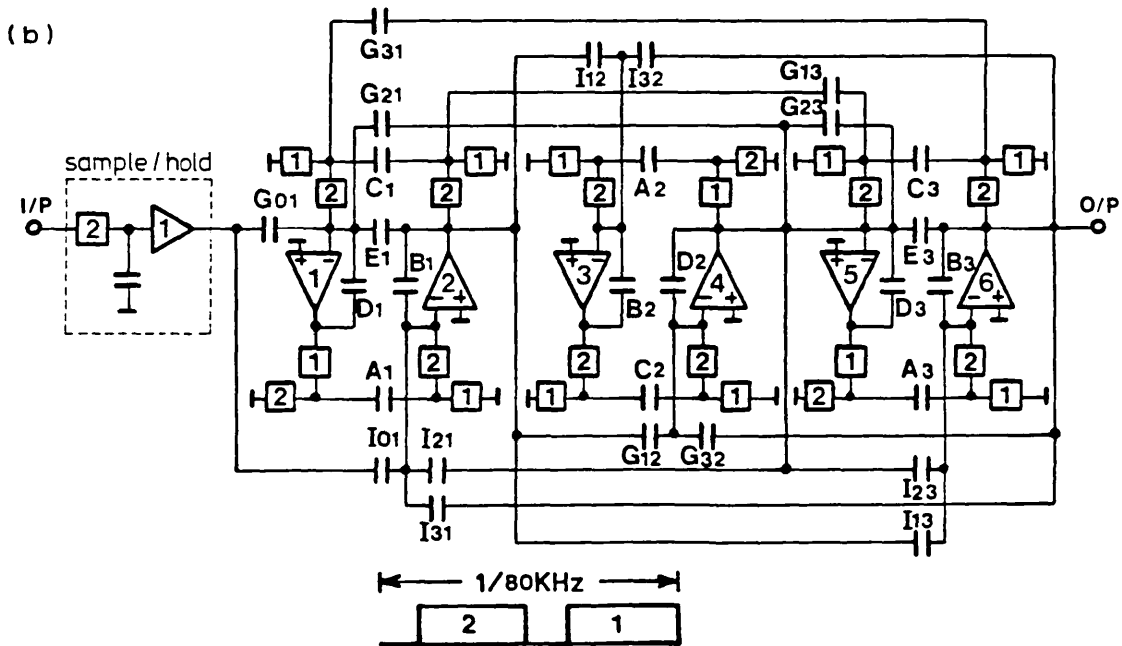 (b)
G31
I12 I32
G13
G21
G23
sample/hold
1 C1 1 1 A2 2 1 C3 1
2 2 2 1 2 2
I/P 2 1 G01 E1 E3 O/P
+ - 1 D1 B1 2 - + + - 3 B2 D2 4 - + + - 5 D3 B3 6 - +
1 2 2 2 1 2
2 A1 1 1 C2 1 2 A3 1
I01 I21 G12 G32 I23
I31 I13
1/80KHz
2 1